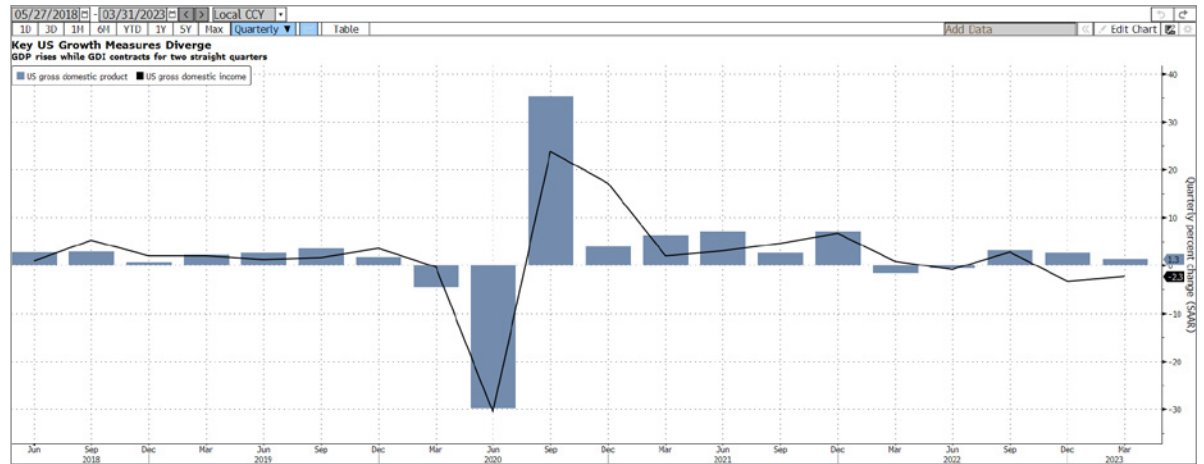 05/27/2018 - 03/31/2023 < > Local CCY
1D 3D 1M 6M YTD 1Y 5Y Max Quarterly ▼ Table Add Data « Edit Chart
Key US Growth Measures Diverge
GDP rises while GDI contracts for two straight quarters
US gross domestic product US gross domestic income
40
30
20
10
1.3
0
-2.3
-10
-20
-30
Quarterly percent change (SAAR)
Jun Sep Dec Mar Jun Sep Dec Mar Jun Sep Dec Mar Jun Sep Dec Mar Jun Sep Dec Mar
2018 2019 2020 2021 2022 2023